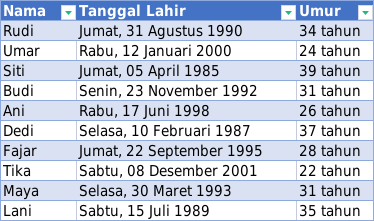 Nama Tanggal Lahir Umur
Rudi Jumat, 31 Agustus 1990 34 tahun
Umar Rabu, 12 Januari 2000 24 tahun
Siti Jumat, 05 April 1985 39 tahun
Budi Senin, 23 November 1992 31 tahun
Ani Rabu, 17 Juni 1998 26 tahun
Dedi Selasa, 10 Februari 1987 37 tahun
Fajar Jumat, 22 September 1995 28 tahun
Tika Sabtu, 08 Desember 2001 22 tahun
Maya Selasa, 30 Maret 1993 31 tahun
Lani Sabtu, 15 Juli 1989 35 tahun